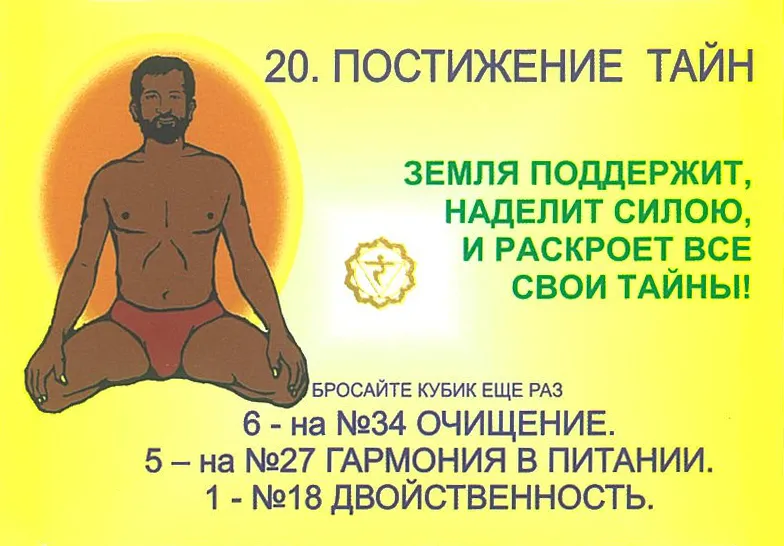 20. ПОСТИЖЕНИЕ ТАЙН
ЗЕМЛЯ ПОДДЕРЖИТ,
НАДЕЛИТ СИЛОЮ,
И РАСКРОЕТ ВСЕ
СВОИ ТАЙНЫ!
БРОСАЙТЕ КУБИК ЕЩЕ РАЗ
6 - на №34 ОЧИЩЕНИЕ.
5 – на №27 ГАРМОНИЯ В ПИТАНИИ.
1 - №18 ДВОЙСТВЕННОСТЬ.